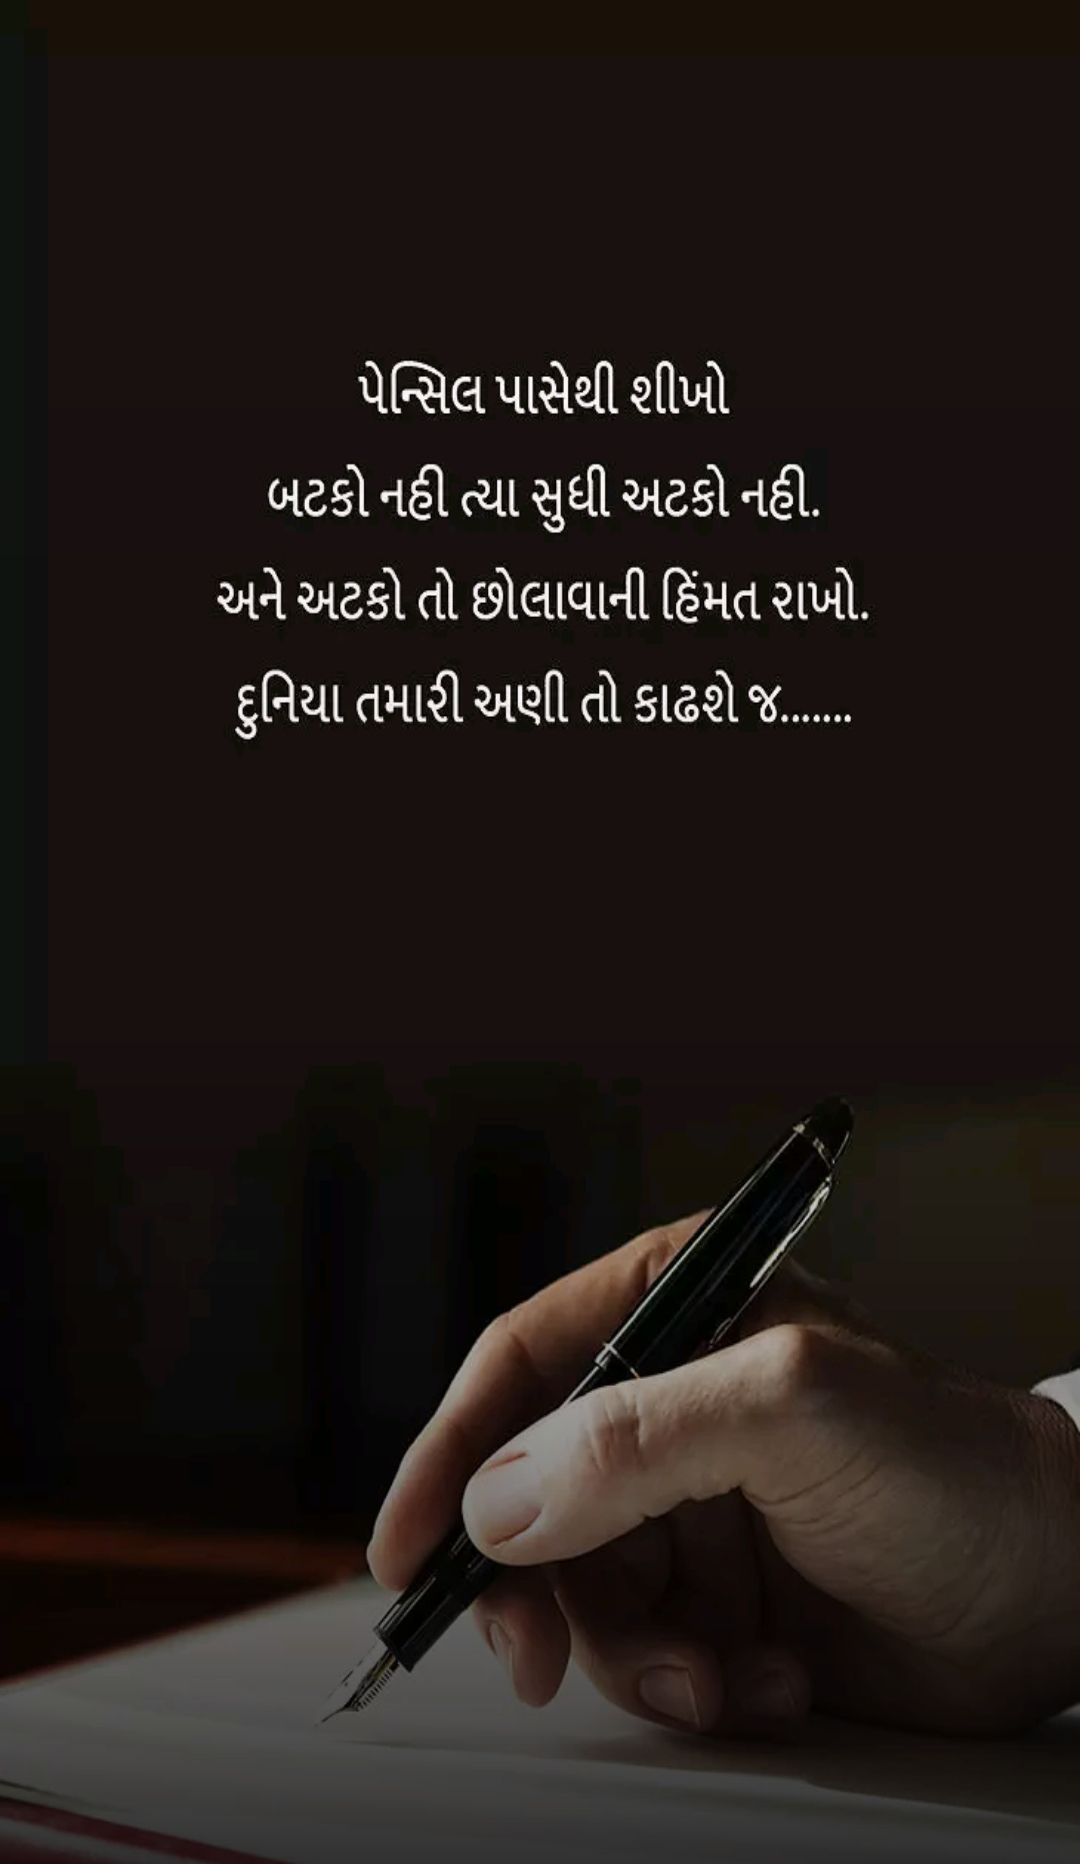 પેન્સિલ પાસેથી શીખો
બટકો નહી ત્યા સુધી અટકો નહી.
અને અટકો તો છોલાવાની હિંમત રાખો.
દુનિયા તમારી અણી તો કાઢશે જ.......